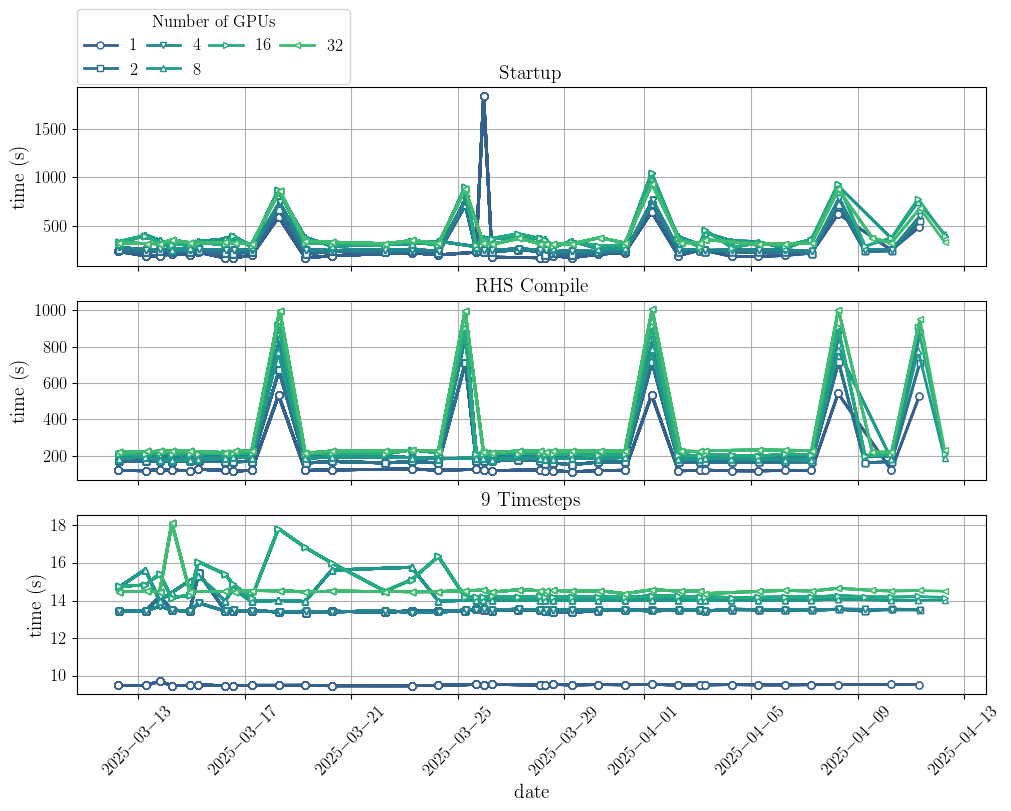 Number of GPUs
1 4 16 32
2 8
Startup
time (s)
1500
1000
500
RHS Compile
time (s)
1000
800
600
400
200
9 Timesteps
time (s)
18
16
14
12
10
2025−03−13 2025−03−17 2025−03−21 2025−03−25 2025−03−29 2025−04−01 2025−04−05 2025−04−09 2025−04−13
date